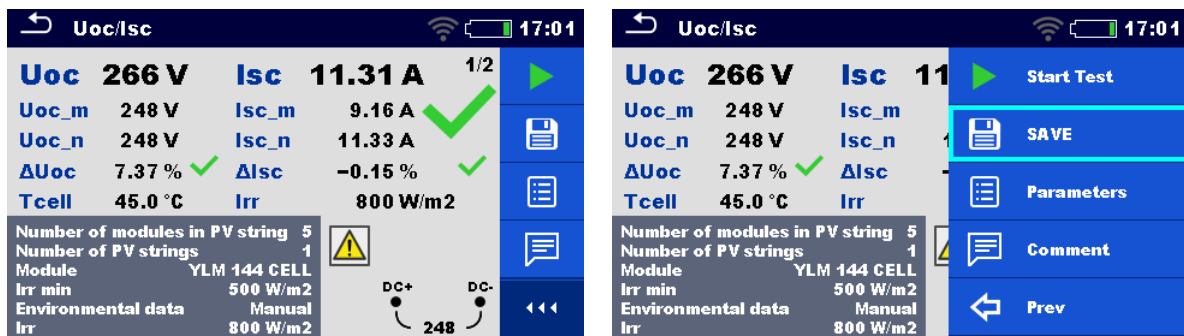 Uoc/Isc
17:01
Uoc 266 V Isc 11.31 A 1/2
Uoc_m 248 V Isc_m 9.16 A
Uoc_n 248 V Isc_n 11.33 A
ΔUoc 7.37 % ΔIsc -0.15 %
Tcell 45.0 °C Irr 800 W/m2
Number of modules in PV string 5
Number of PV strings 1
Module YLM 144 CELL
Irr min 500 W/m2
Environmental data Manual
Irr 800 W/m2
DC+ DC-
248
Uoc/Isc
17:01
Uoc 266 V Isc 11
Uoc_m 248 V Isc_m
Uoc_n 248 V Isc_n 1
ΔUoc 7.37 % ΔIsc -
Tcell 45.0 °C Irr
Number of modules in PV string 5
Number of PV strings 1
Module YLM 144 CELL
Irr min 500 W/m2
Environmental data Manual
Irr 800 W/m2
Start Test
SAVE
Parameters
Comment
Prev